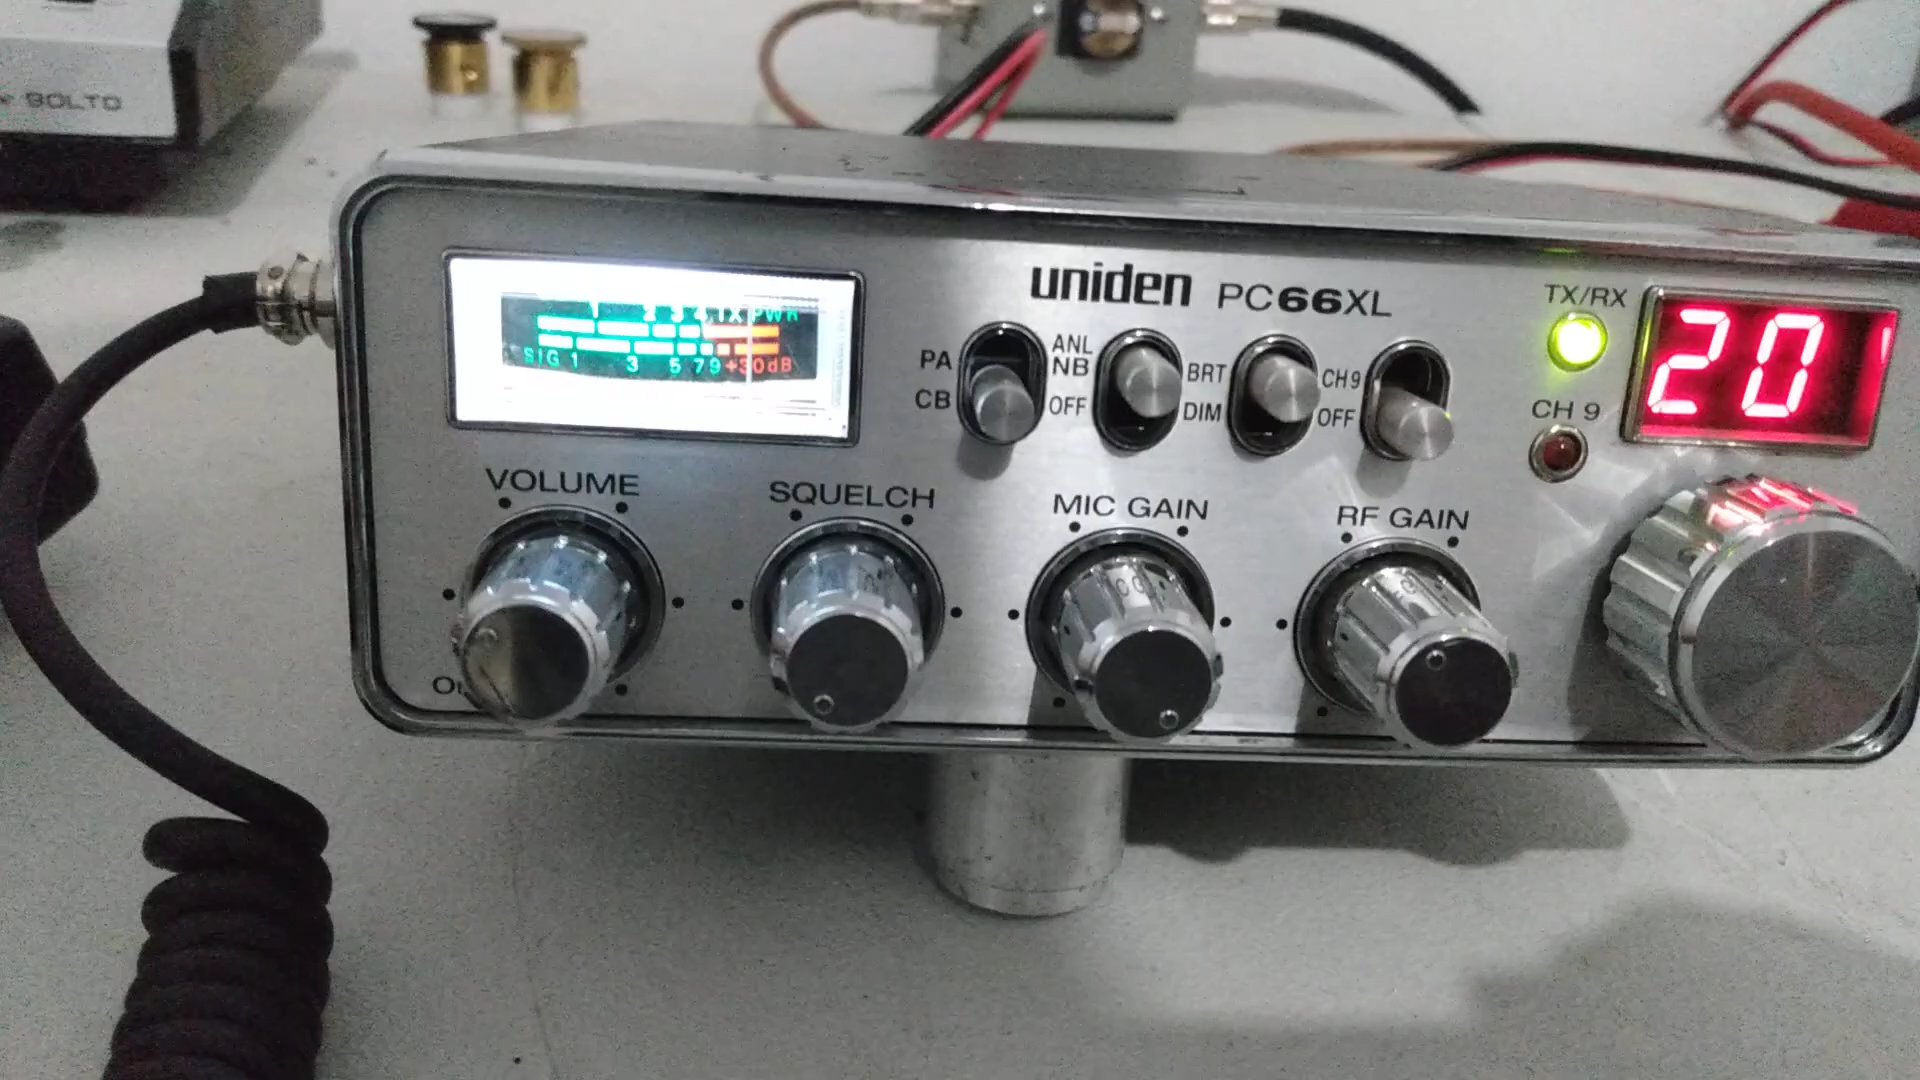 90LTD
uniden PC66XL
1 2 3 4 TX PWR
SIG 1 3 5 7 9 +30dB
PA
CB
ANL
NB
OFF
BRT
DIM
CH9
OFF
TX/RX
20
CH 9
VOLUME
SQUELCH
MIC GAIN
RF GAIN